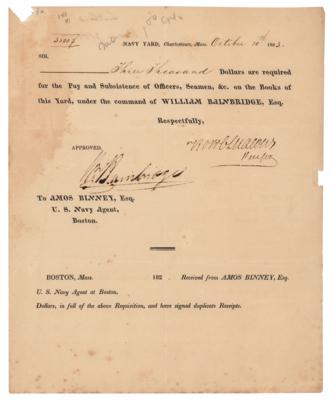 NAVY YARD, Charlestown, Mass. October 10th 1823.
SIR,
Three Thousand Dollars are required
for the Pay and Subsistence of Officers, Seamen, &c. on the Books of
this Yard, under the command of WILLIAM BAINBRIDGE, Esq.
Respectfully,
APPROVED,
Wm Bainbridge
Purser
To AMOS BINNEY, Esq.
U. S. Navy Agent,
Boston.
BOSTON, Mass. 182 . Received from AMOS BINNEY, Esq.
U. S. Navy Agent at Boston.
Dollars, in full of the above Requisition, and have signed duplicate Receipts.